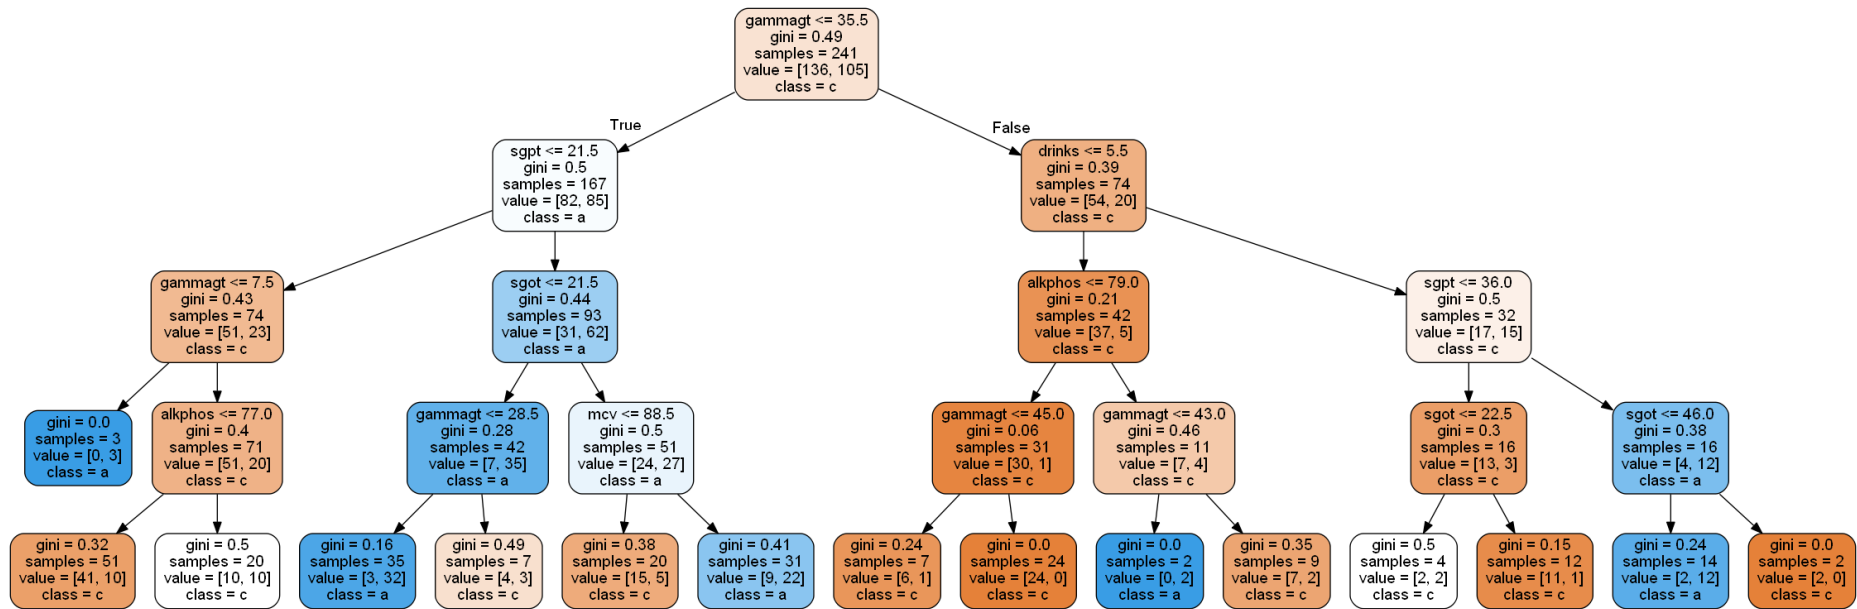 gammagt <= 35.5
gini = 0.49
samples = 241
value = [136, 105]
class = c
True
False
sgpt <= 21.5
gini = 0.5
samples = 167
value = [82, 85]
class = a
drinks <= 5.5
gini = 0.39
samples = 74
value = [54, 20]
class = c
gammagt <= 7.5
gini = 0.43
samples = 74
value = [51, 23]
class = c
sgot <= 21.5
gini = 0.44
samples = 93
value = [31, 62]
class = a
alkphos <= 79.0
gini = 0.21
samples = 42
value = [37, 5]
class = c
sgpt <= 36.0
gini = 0.5
samples = 32
value = [17, 15]
class = c
gini = 0.0
samples = 3
value = [0, 3]
class = a
alkphos <= 77.0
gini = 0.4
samples = 71
value = [51, 20]
class = c
gammagt <= 28.5
gini = 0.28
samples = 42
value = [7, 35]
class = a
mcv <= 88.5
gini = 0.5
samples = 51
value = [24, 27]
class = a
gammagt <= 45.0
gini = 0.06
samples = 31
value = [30, 1]
class = c
gammagt <= 43.0
gini = 0.46
samples = 11
value = [7, 4]
class = c
sgot <= 22.5
gini = 0.3
samples = 16
value = [13, 3]
class = c
sgot <= 46.0
gini = 0.38
samples = 16
value = [4, 12]
class = a
gini = 0.32
samples = 51
value = [41, 10]
class = c
gini = 0.5
samples = 20
value = [10, 10]
class = c
gini = 0.16
samples = 35
value = [3, 32]
class = a
gini = 0.49
samples = 7
value = [4, 3]
class = c
gini = 0.38
samples = 20
value = [15, 5]
class = c
gini = 0.41
samples = 31
value = [9, 22]
class = a
gini = 0.24
samples = 7
value = [6, 1]
class = c
gini = 0.0
samples = 24
value = [24, 0]
class = c
gini = 0.0
samples = 2
value = [0, 2]
class = a
gini = 0.35
samples = 9
value = [7, 2]
class = c
gini = 0.5
samples = 4
value = [2, 2]
class = c
gini = 0.15
samples = 12
value = [11, 1]
class = c
gini = 0.24
samples = 14
value = [2, 12]
class = a
gini = 0.0
samples = 2
value = [2, 0]
class = c